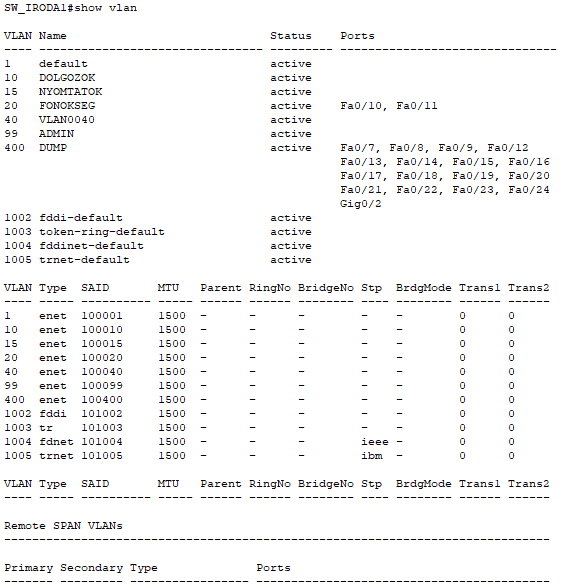 SW_IRODA1#show vlan
VLAN Name                             Status    Ports
---- -------------------------------- --------- -------------------------------
1    default                          active
10   DOLGOZOK                         active
15   NYOMTATOK                        active
20   FONOKSEG                         active    Fa0/10, Fa0/11
40   VLAN0040                         active
99   ADMIN                            active
400  DUMP                             active    Fa0/7, Fa0/8, Fa0/9, Fa0/12
                                                Fa0/13, Fa0/14, Fa0/15, Fa0/16
                                                Fa0/17, Fa0/18, Fa0/19, Fa0/20
                                                Fa0/21, Fa0/22, Fa0/23, Fa0/24
                                                Gig0/2
1002 fddi-default                     active
1003 token-ring-default               active
1004 fddinet-default                  active
1005 trnet-default                    active
VLAN Type  SAID       MTU   Parent RingNo BridgeNo Stp  BrdgMode Trans1 Trans2
---- ----- ---------- ----- ------ ------ -------- ---- -------- ------ ------
1    enet  100001     1500  -      -      -        -    -        0      0
10   enet  100010     1500  -      -      -        -    -        0      0
15   enet  100015     1500  -      -      -        -    -        0      0
20   enet  100020     1500  -      -      -        -    -        0      0
40   enet  100040     1500  -      -      -        -    -        0      0
99   enet  100099     1500  -      -      -        -    -        0      0
400  enet  100400     1500  -      -      -        -    -        0      0
1002 fddi  101002     1500  -      -      -        -    -        0      0
1003 tr    101003     1500  -      -      -        -    -        0      0
1004 fdnet 101004     1500  -      -      -        ieee -        0      0
1005 trnet 101005     1500  -      -      -        ibm  -        0      0
VLAN Type  SAID       MTU   Parent RingNo BridgeNo Stp  BrdgMode Trans1 Trans2
---- ----- ---------- ----- ------ ------ -------- ---- -------- ------ ------
Remote SPAN VLANs
------------------------------------------------------------------------------
Primary Secondary Type              Ports
------- --------- ----------------- ------------------------------------------